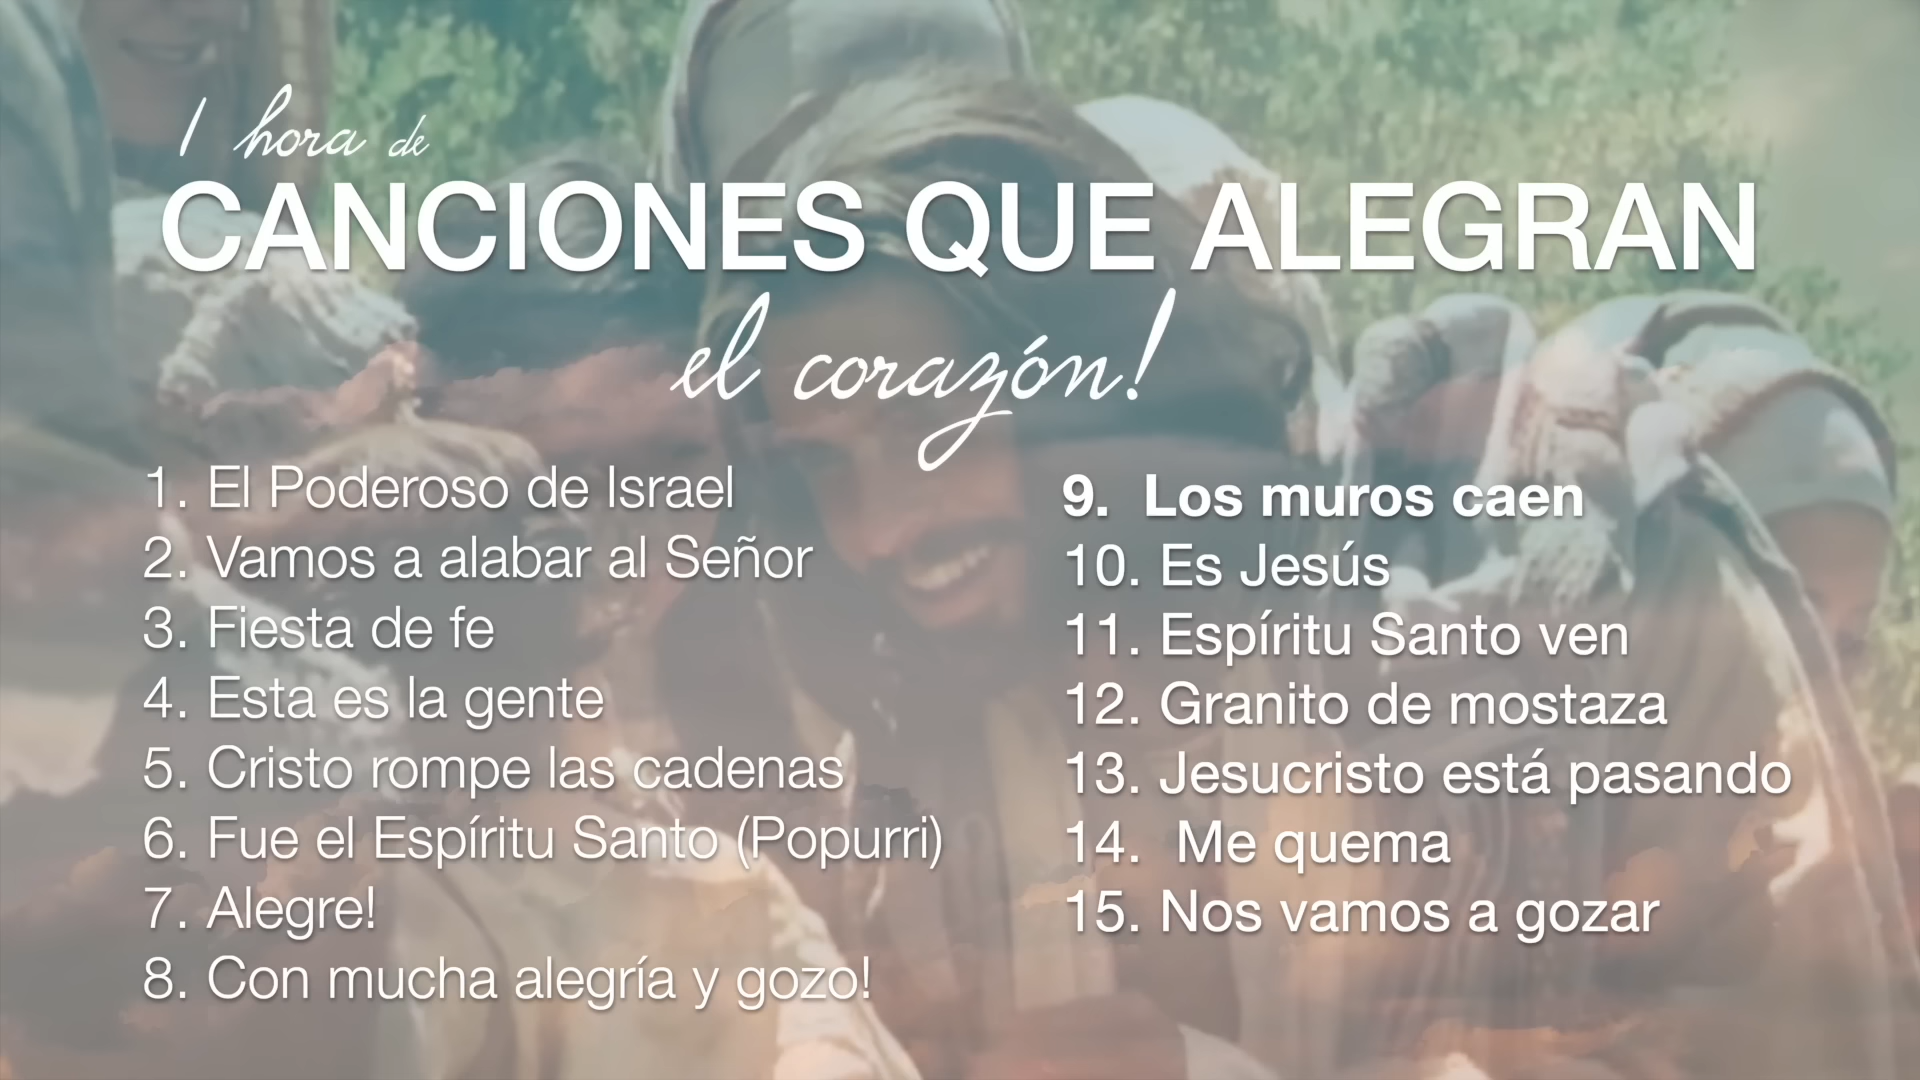 1 hora de
CANCIONES QUE ALEGRAN
el corazón!
1. El Poderoso de Israel
2. Vamos a alabar al Señor
3. Fiesta de fe
4. Esta es la gente
5. Cristo rompe las cadenas
6. Fue el Espíritu Santo (Popurri)
7. Alegre!
8. Con mucha alegría y gozo!
9. Los muros caen
10. Es Jesús
11. Espíritu Santo ven
12. Granito de mostaza
13. Jesucristo está pasando
14. Me quema
15. Nos vamos a gozar